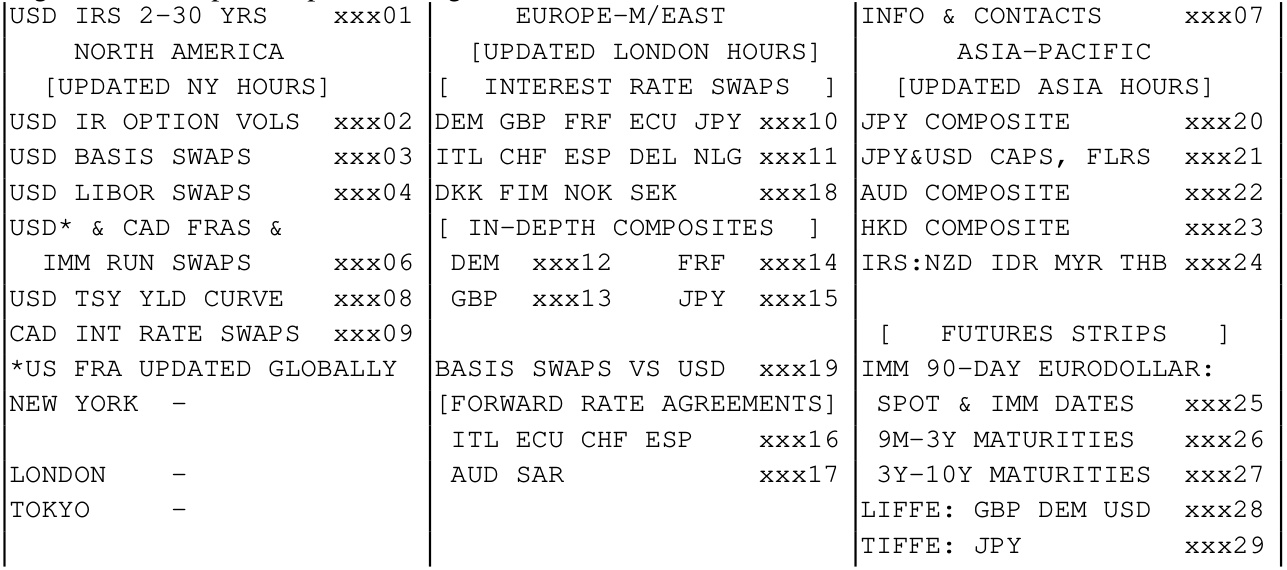 USD IRS 2-30 YRS xxx01
NORTH AMERICA
[UPDATED NY HOURS]
USD IR OPTION VOLS xxx02
USD BASIS SWAPS xxx03
USD LIBOR SWAPS xxx04
USD* & CAD FRAS &
IMM RUN SWAPS xxx06
USD TSY YLD CURVE xxx08
CAD INT RATE SWAPS xxx09
*US FRA UPDATED GLOBALLY
NEW YORK -
LONDON -
TOKYO -
EUROPE-M/EAST
[UPDATED LONDON HOURS]
[ INTEREST RATE SWAPS ]
DEM GBP FRF ECU JPY xxx10
ITL CHF ESP DEL NLG xxx11
DKK FIM NOK SEK xxx18
[ IN-DEPTH COMPOSITES ]
DEM xxx12 FRF xxx14
GBP xxx13 JPY xxx15
BASIS SWAPS VS USD xxx19
[FORWARD RATE AGREEMENTS]
ITL ECU CHF ESP xxx16
AUD SAR xxx17
INFO & CONTACTS xxx07
ASIA-PACIFIC
[UPDATED ASIA HOURS]
JPY COMPOSITE xxx20
JPY&USD CAPS, FLRS xxx21
AUD COMPOSITE xxx22
HKD COMPOSITE xxx23
IRS:NZD IDR MYR THB xxx24
[ FUTURES STRIPS ]
IMM 90-DAY EURODOLLAR:
SPOT & IMM DATES xxx25
9M-3Y MATURITIES xxx26
3Y-10Y MATURITIES xxx27
LIFFE: GBP DEM USD xxx28
TIFFE: JPY xxx29